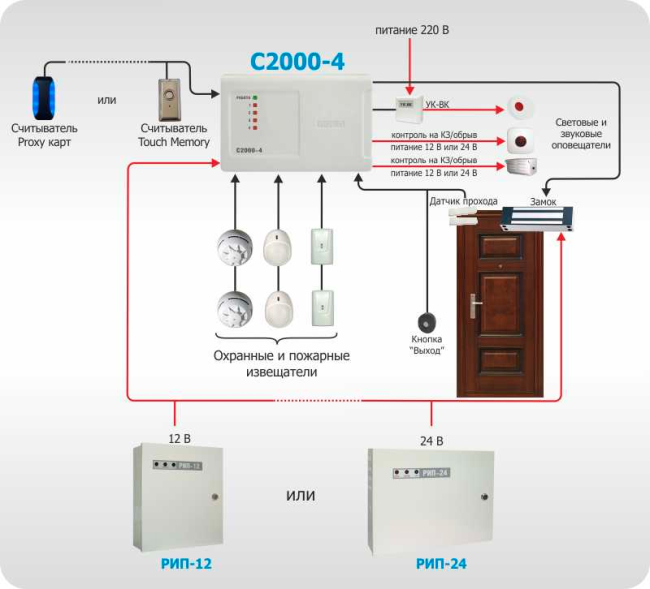 питание 220 В
С2000-4
УК-ВК
или
Считыватель
Proxy карт
Считыватель
Touch Memory
С2000-4
1
2
3
4
контроль на КЗ/обрыв
питание 12 В или 24 В
контроль на КЗ/обрыв
питание 12 В или 24 В
Световые и
звуковые
оповещатели
Датчик прохода
Замок
Кнопка
"Выход"
Охранные и пожарные
извещатели
12 В
24 В
РИП-12
РИП-24
ИЛИ
РИП-12
РИП-24